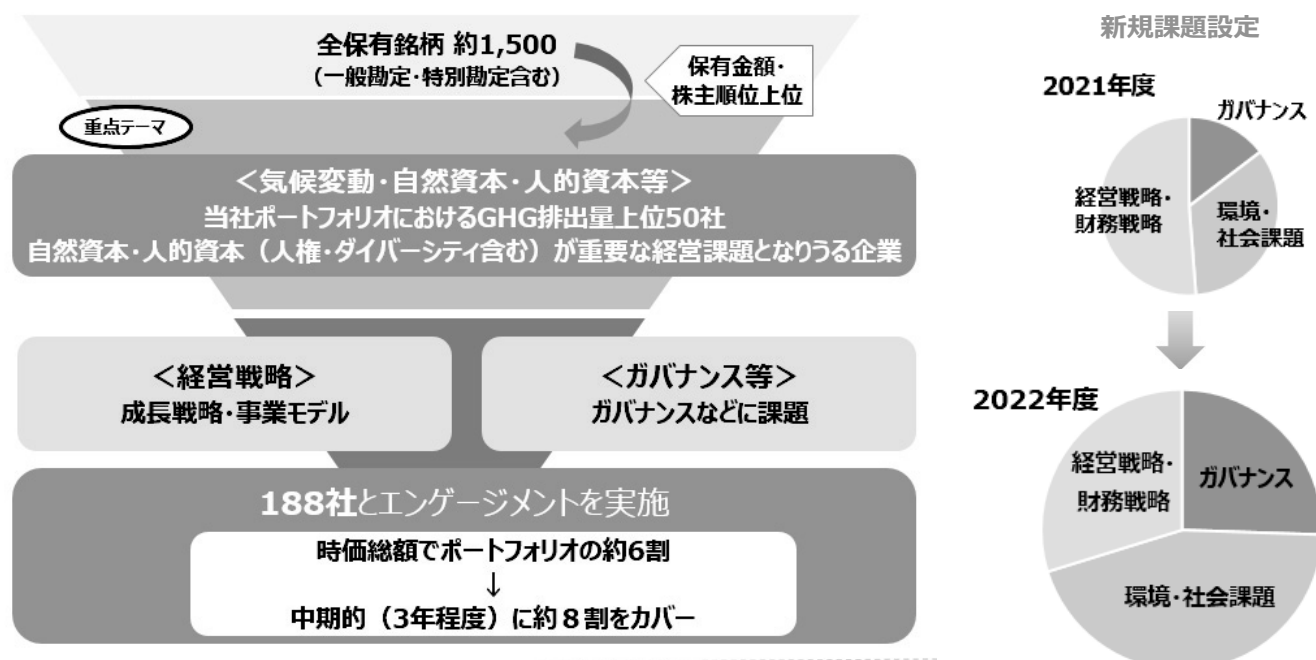 全保有銘柄 約1,500
（一般勘定・特別勘定含む）
保有金額・
株主順位上位
重点テーマ
＜気候変動・自然資本・人的資本等＞
当社ポートフォリオにおけるGHG排出量上位50社
自然資本・人的資本（人権・ダイバーシティ含む）が重要な経営課題となりうる企業
＜経営戦略＞
成長戦略・事業モデル
＜ガバナンス等＞
ガバナンスなどに課題
188社とエンゲージメントを実施
時価総額でポートフォリオの約6割
↓
中期的（3年程度）に約８割をカバー
新規課題設定
2021年度
ガバナンス
経営戦略・
財務戦略
環境・
社会課題
2022年度
経営戦略・
財務戦略
ガバナンス
環境・社会課題